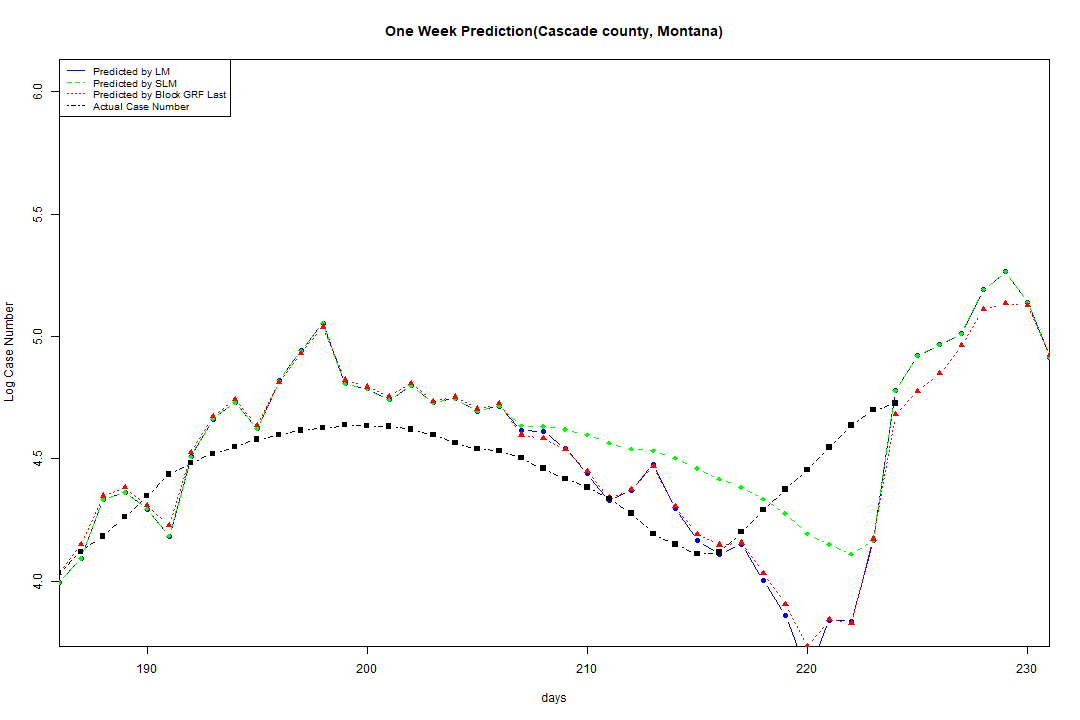 One Week Prediction(Cascade county, Montana)
Predicted by LM
Predicted by SLM
Predicted by Block GRF Last
Actual Case Number
6.0
5.5
5.0
4.5
4.0
Log Case Number
190 200 210 220 230
days